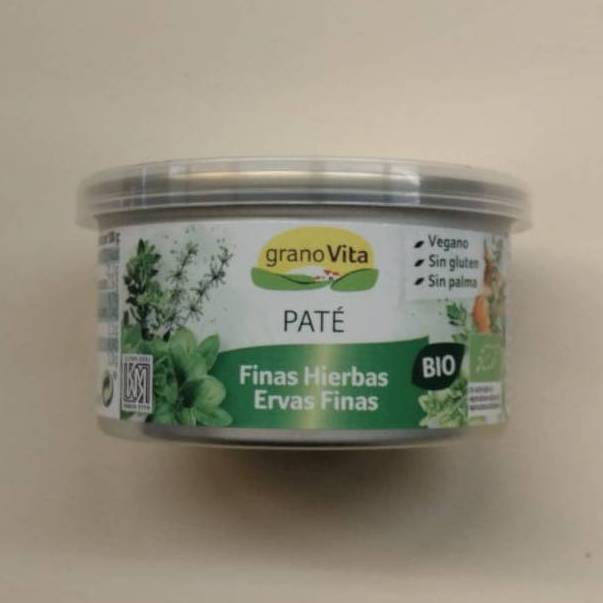 granoVita
Vegano
Sin gluten
Sin palma
PATÉ
BIO
Finas Hierbas
Ervas Finas